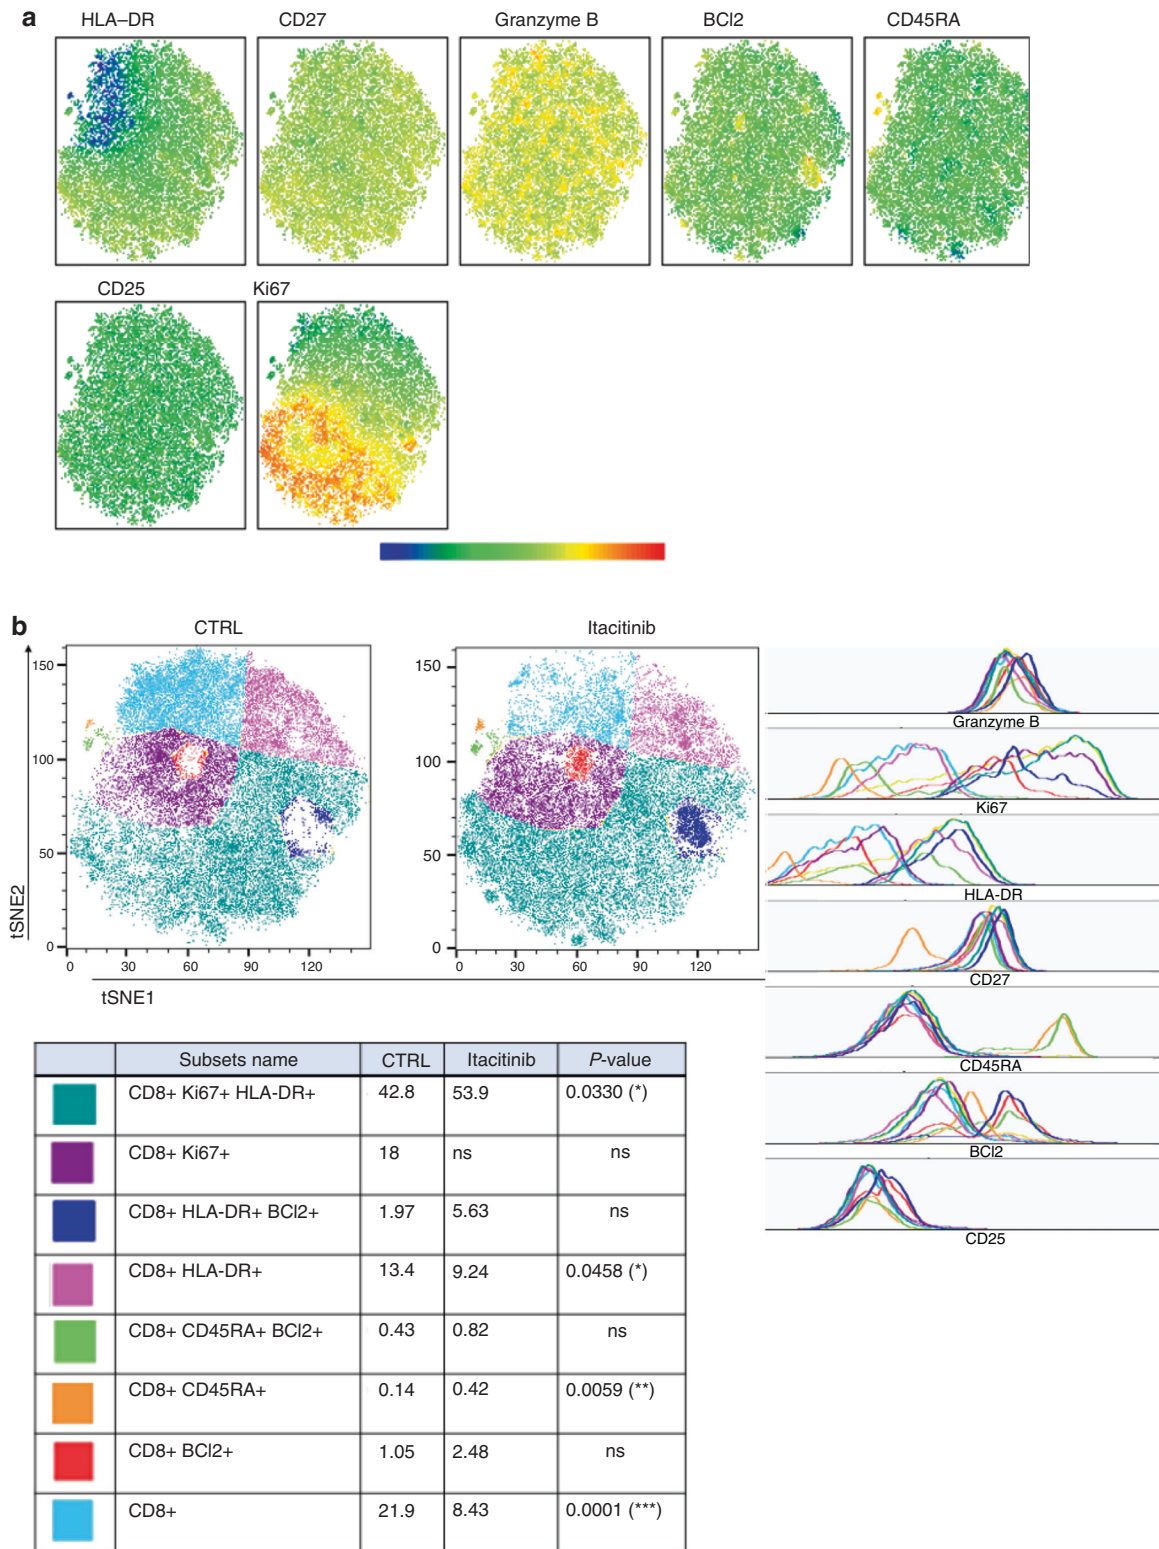 a
HLA–DR
CD27
Granzyme B
BCl2
CD45RA
CD25
Ki67
b
CTRL
Itacitinib
150
100
50
0
tSNE2
0 30 60 90 120
tSNE1
150
100
50
0
0 30 60 90 120
Granzyme B
Ki67
HLA-DR
CD27
CD45RA
BCl2
CD25
Subsets name CTRL Itacitinib P-value
CD8+ Ki67+ HLA-DR+ 42.8 53.9 0.0330 (*)
CD8+ Ki67+ 18 ns ns
CD8+ HLA-DR+ BCl2+ 1.97 5.63 ns
CD8+ HLA-DR+ 13.4 9.24 0.0458 (*)
CD8+ CD45RA+ BCl2+ 0.43 0.82 ns
CD8+ CD45RA+ 0.14 0.42 0.0059 (**)
CD8+ BCl2+ 1.05 2.48 ns
CD8+ 21.9 8.43 0.0001 (***)